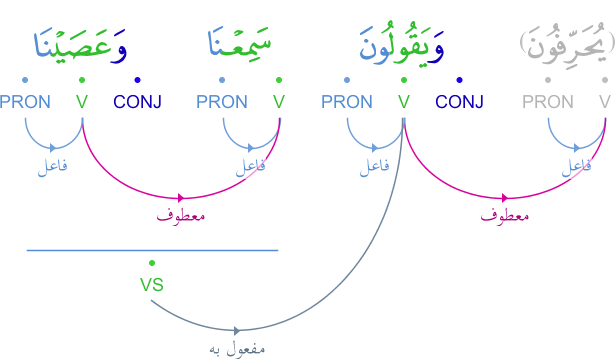 (يُحَرِّفُونَ) وَيَقُولُونَ سَمِعْنَا وَعَصَيْنَا
V PRON CONJ V PRON V PRON CONJ V PRON
فاعل فاعل فاعل فاعل
معطوف معطوف
VS
مفعول به